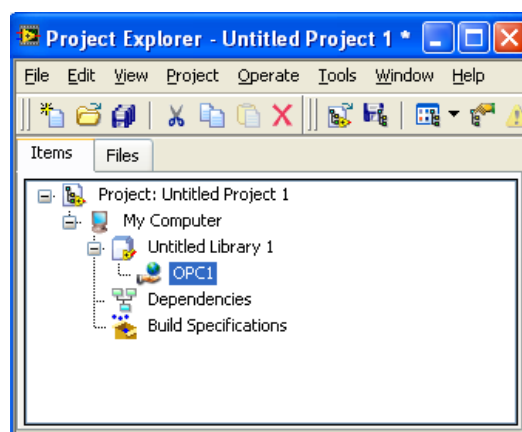 Project Explorer - Untitled Project 1 *
File Edit View Project Operate Tools Window Help
Items Files
Project: Untitled Project 1
My Computer
Untitled Library 1
OPC1
Dependencies
Build Specifications